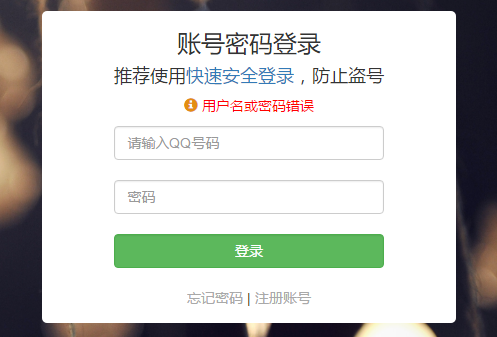 账号密码登录
推荐使用快速安全登录，防止盗号
用户名或密码错误
请输入QQ号码
密码
登录
忘记密码 | 注册账号